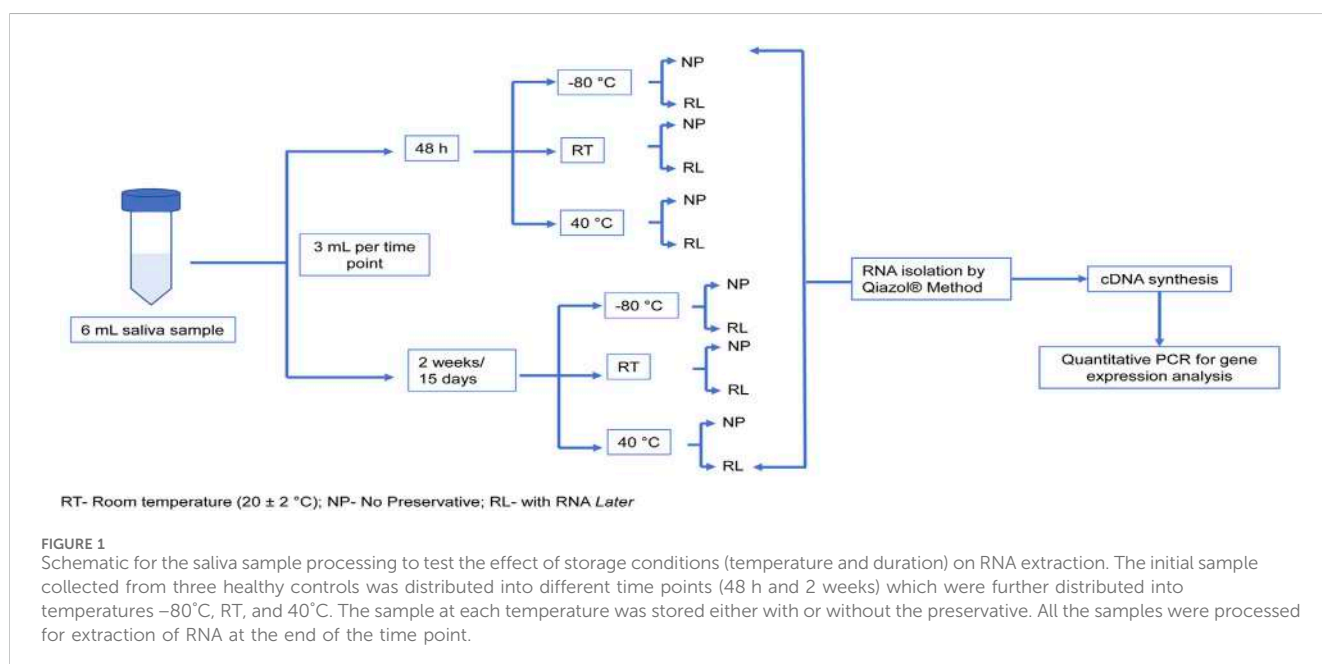 -80 °C
NP
RL
48 h
RT
NP
RL
40 °C
NP
RL
3 mL per time
point
6 mL saliva sample
2 weeks/
15 days
-80 °C
NP
RL
RT
NP
RL
40 °C
NP
RL
RNA isolation by
Qiazol® Method
cDNA synthesis
Quantitative PCR for gene
expression analysis
RT- Room temperature (20 ± 2 °C); NP- No Preservative; RL- with RNA Later
FIGURE 1
Schematic for the saliva sample processing to test the effect of storage conditions (temperature and duration) on RNA extraction. The initial sample
collected from three healthy controls was distributed into different time points (48 h and 2 weeks) which were further distributed into
temperatures −80°C, RT, and 40°C. The sample at each temperature was stored either with or without the preservative. All the samples were processed
for extraction of RNA at the end of the time point.